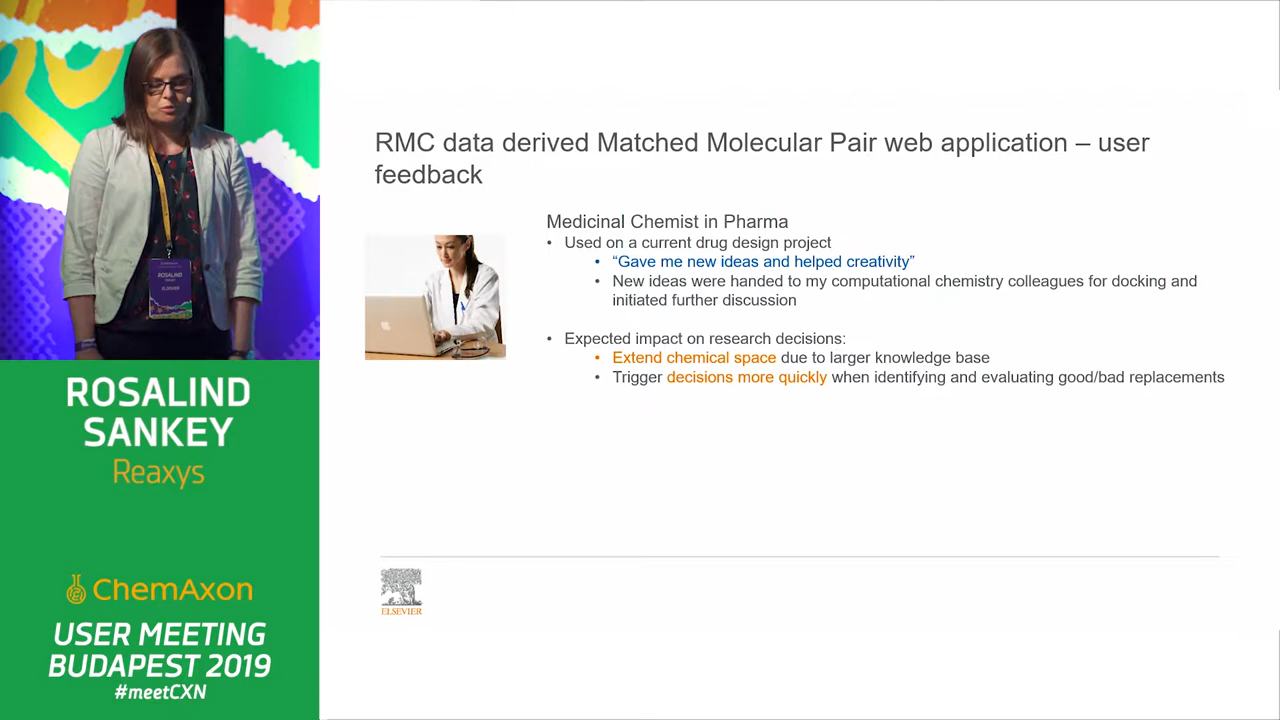 RMC data derived Matched Molecular Pair web application – user
feedback
Medicinal Chemist in Pharma
• Used on a current drug design project
• “Gave me new ideas and helped creativity”
• New ideas were handed to my computational chemistry colleagues for docking and
initiated further discussion
• Expected impact on research decisions:
• Extend chemical space due to larger knowledge base
• Trigger decisions more quickly when identifying and evaluating good/bad replacements
ELSEVIER
ROSALIND
ELSEVIER
ROSALIND
SANKEY
Reaxys
ChemAxon
USER MEETING
BUDAPEST 2019
#meetCXN